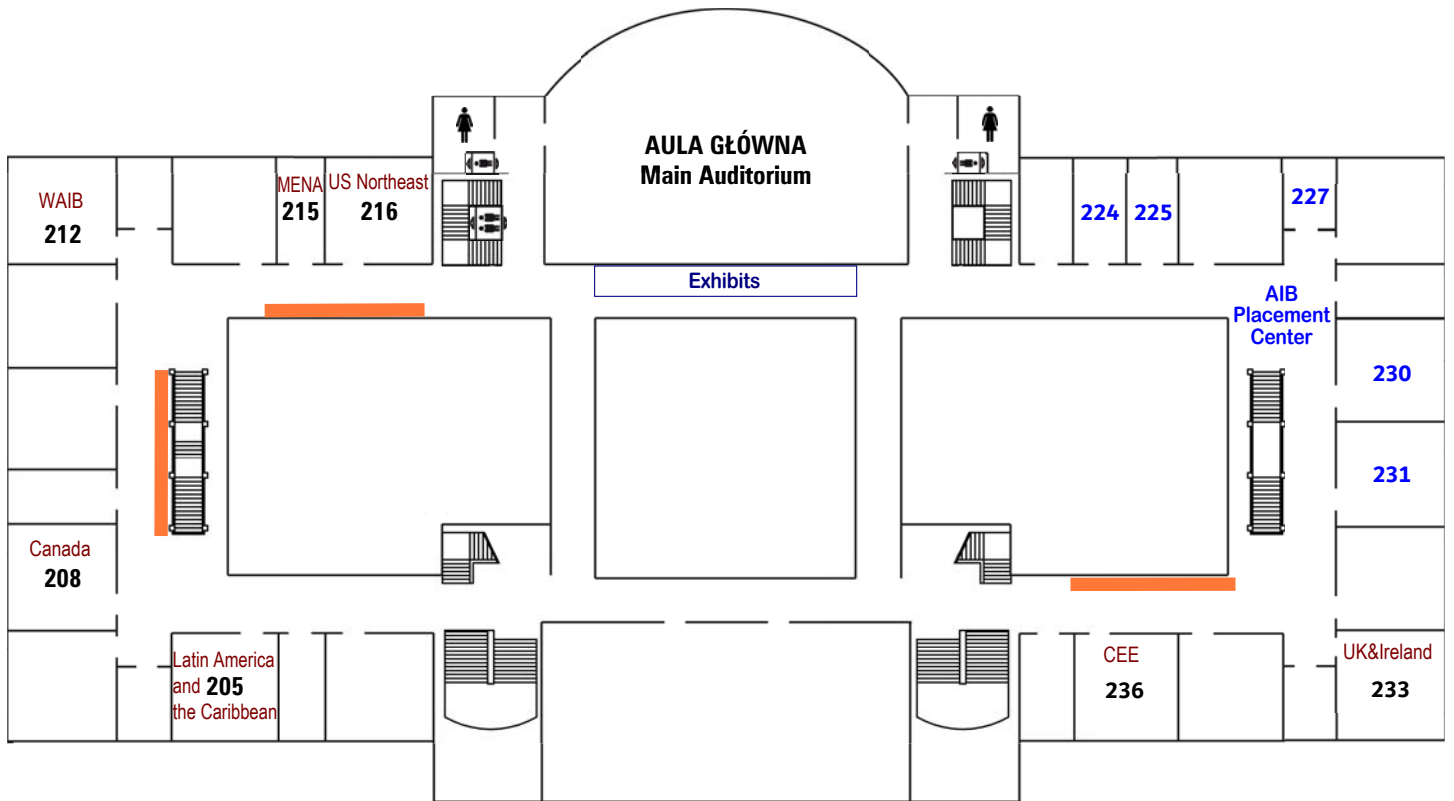 AULA GŁÓWNA
Main Auditorium
WAIB
212
MENA
215
US Northeast
216
224
225
227
Exhibits
AIB
Placement
Center
230
231
Canada
208
Latin America
and 205
the Caribbean
CEE
236
UK&Ireland
233